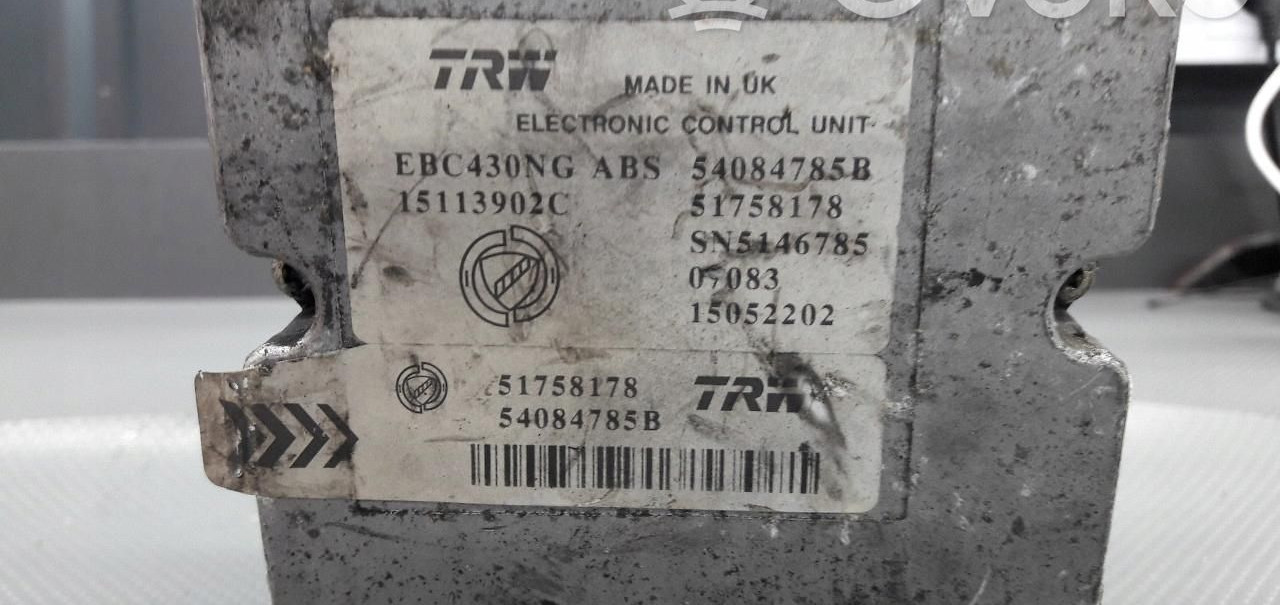 TRW MADE IN UK
ELECTRONIC CONTROL UNIT
EBC430NG ABS 54084785B
15113902C 51758178
SN5146785
07083
15052202
51758178 TRW
54084785B